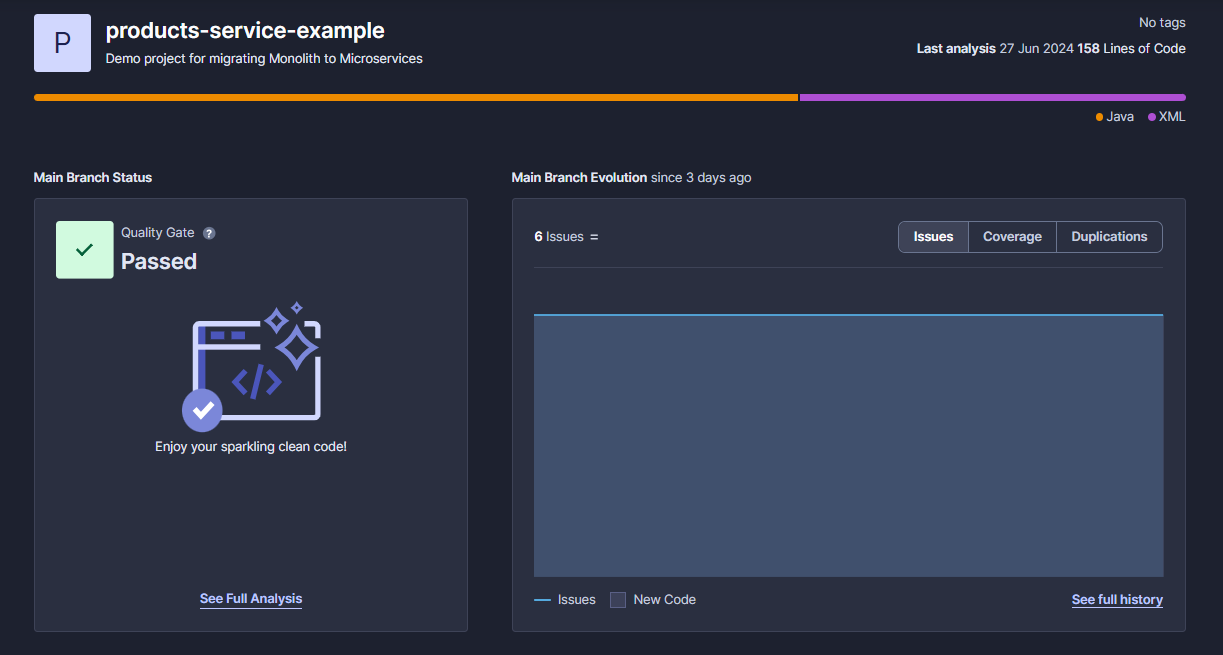 P
products-service-example
Demo project for migrating Monolith to Microservices
No tags
Last analysis 27 Jun 2024 158 Lines of Code
Java XML
Main Branch Status
Quality Gate ?
Passed
</>
Enjoy your sparkling clean code!
See Full Analysis
Main Branch Evolution since 3 days ago
6 Issues =
Issues Coverage Duplications
Issues New Code
See full history